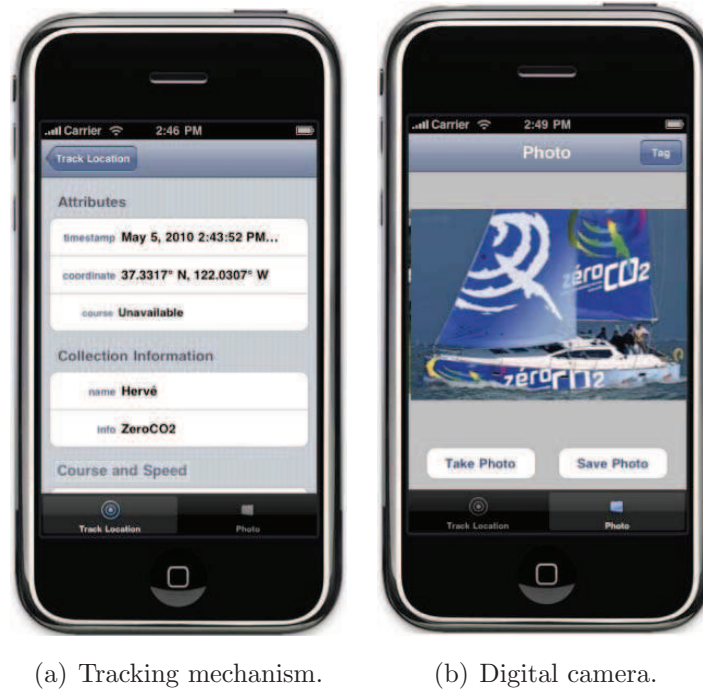 Carrier 2:46 PM
Track Location
Attributes
timestamp May 5, 2010 2:43:52 PM...
coordinate 37.3317° N, 122.0307° W
course Unavailable
Collection Information
name Hervé
info ZeroCO2
Course and Speed
Track Location Photo
(a) Tracking mechanism.
Carrier 2:49 PM
Photo Tag
zéroCO2
zéroCO2
Take Photo Save Photo
Track Location Photo
(b) Digital camera.